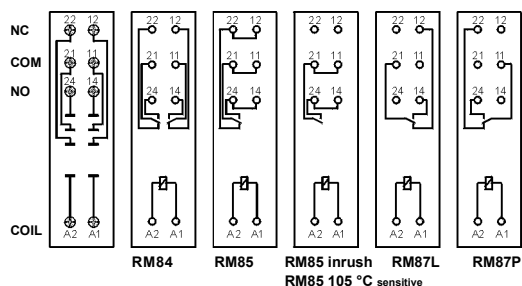 22 12 22 12 22 12 22 12 22 12 22 12
NC
COM 21 11 21 11 21 11 21 11 21 11 21 11
NO 24 14 24 14 24 14 24 14 24 14 24 14
COIL A2 A1 A2 A1 A2 A1 A2 A1 A2 A1 A2 A1
RM84 RM85 RM85 inrush RM87L RM87P
RM85 105 °C sensitive